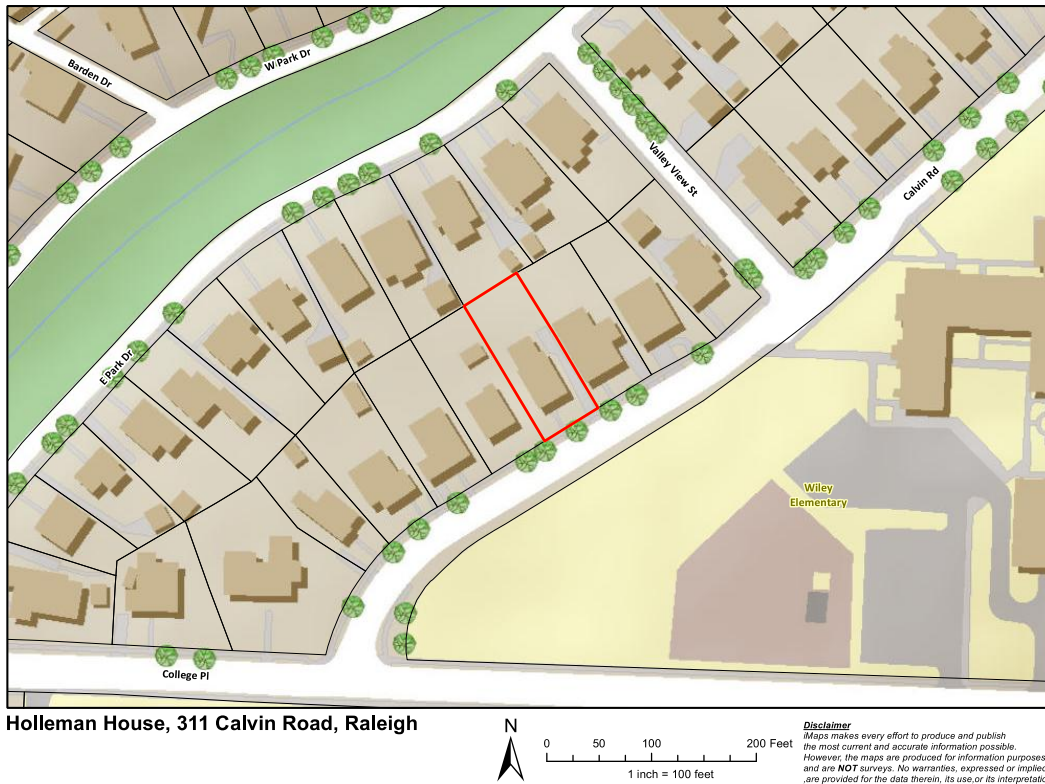 W Park Dr
Barden Dr
Valley View St
Calvin Rd
E Park Dr
Wiley
Elementary
College Pl
Holleman House, 311 Calvin Road, Raleigh
N
0 50 100 200 Feet
1 inch = 100 feet
Disclaimer
iMaps makes every effort to produce and publish
the most current and accurate information possible.
However, the maps are produced for information purposes
and are NOT surveys. No warranties, expressed or implied
,are provided for the data therein, its use,or its